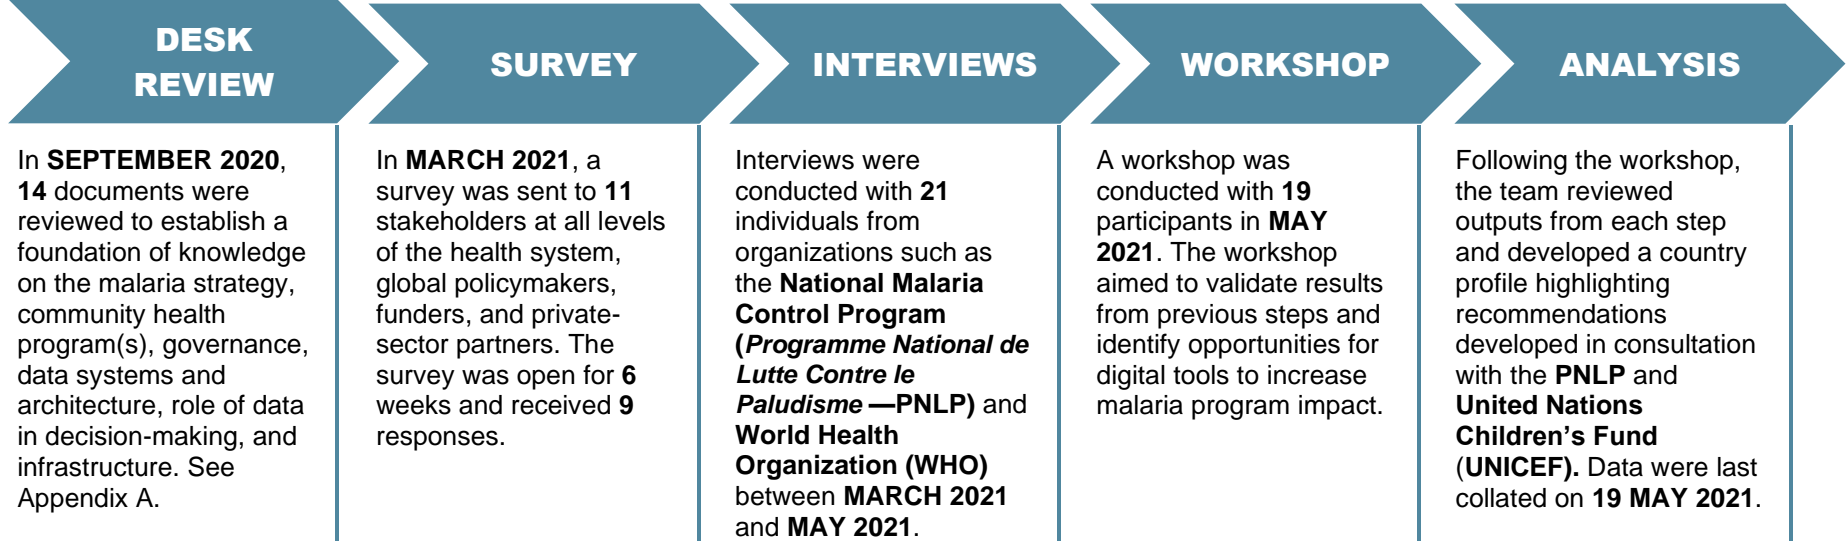 DESK
REVIEW
In SEPTEMBER 2020,
14 documents were
reviewed to establish a
foundation of knowledge
on the malaria strategy,
community health
program(s), governance,
data systems and
architecture, role of data
in decision-making, and
infrastructure. See
Appendix A.
SURVEY
In MARCH 2021, a
survey was sent to 11
stakeholders at all levels
of the health system,
global policymakers,
funders, and private-
sector partners. The
survey was open for 6
weeks and received 9
responses.
INTERVIEWS
Interviews were
conducted with 21
individuals from
organizations such as
the National Malaria
Control Program
(Programme National de
Lutte Contre le
Paludisme —PNLP) and
World Health
Organization (WHO)
between MARCH 2021
and MAY 2021.
WORKSHOP
A workshop was
conducted with 19
participants in MAY
2021. The workshop
aimed to validate results
from previous steps and
identify opportunities for
digital tools to increase
malaria program impact.
ANALYSIS
Following the workshop,
the team reviewed
outputs from each step
and developed a country
profile highlighting
recommendations
developed in consultation
with the PNLP and
United Nations
Children’s Fund
(UNICEF). Data were last
collated on 19 MAY 2021.